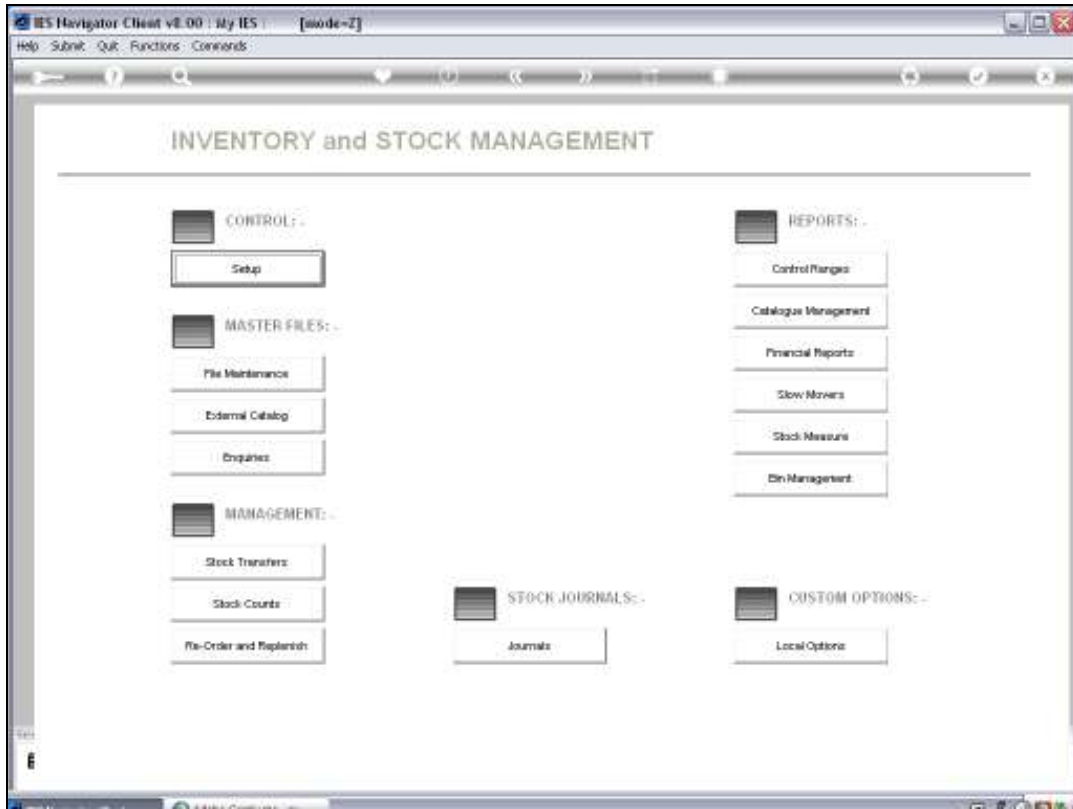 IES Navigator Client v8.00 : My IES : [mode=Z]
Help Submit Quit Functions Commands
INVENTORY and STOCK MANAGEMENT
CONTROL: -
Setup
MASTER FILES: -
File Maintenance
External Catalog
Enquiries
MANAGEMENT: -
Stock Transfers
Stock Counts
Re-Order and Replenish
STOCK JOURNALS: -
Journals
REPORTS: -
Control Ranges
Catalogue Management
Financial Reports
Slow Movers
Stock Measure
Bin Management
CUSTOM OPTIONS: -
Local Options